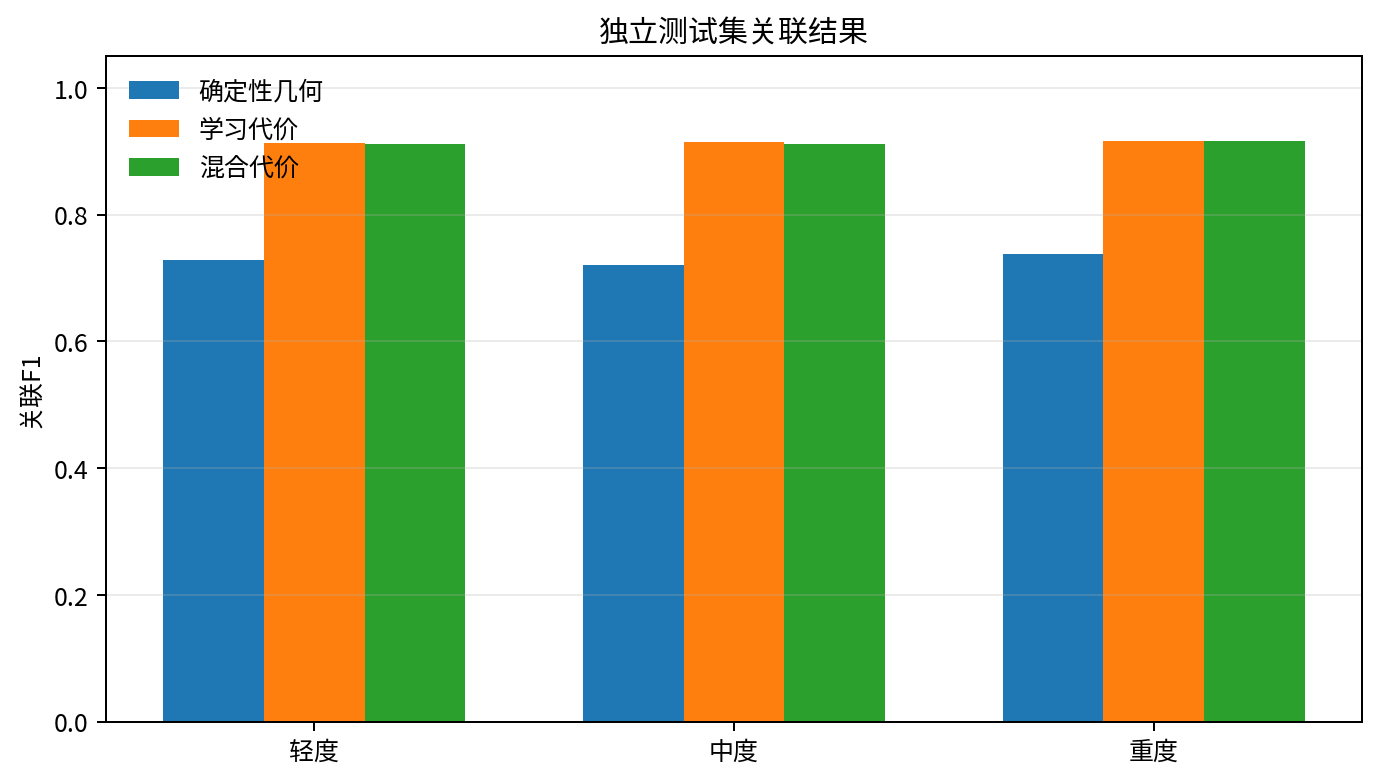 独立测试集关联结果
确定性几何
学习代价
混合代价
关联F1
1.0
0.8
0.6
0.4
0.2
0.0
轻度
中度
重度